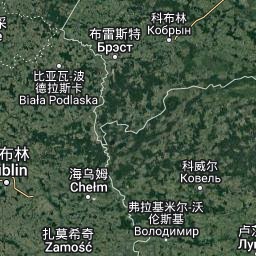 科布林
Кобрын
布雷斯特
Брэст
采
比亚瓦-波
德拉斯卡
Biała Podlaska
布林
blin
科威尔
Ковель
海乌姆
Chełm
弗拉基米尔-沃
伦斯基
Володимир
扎莫希奇
Zamość
卢
Лу